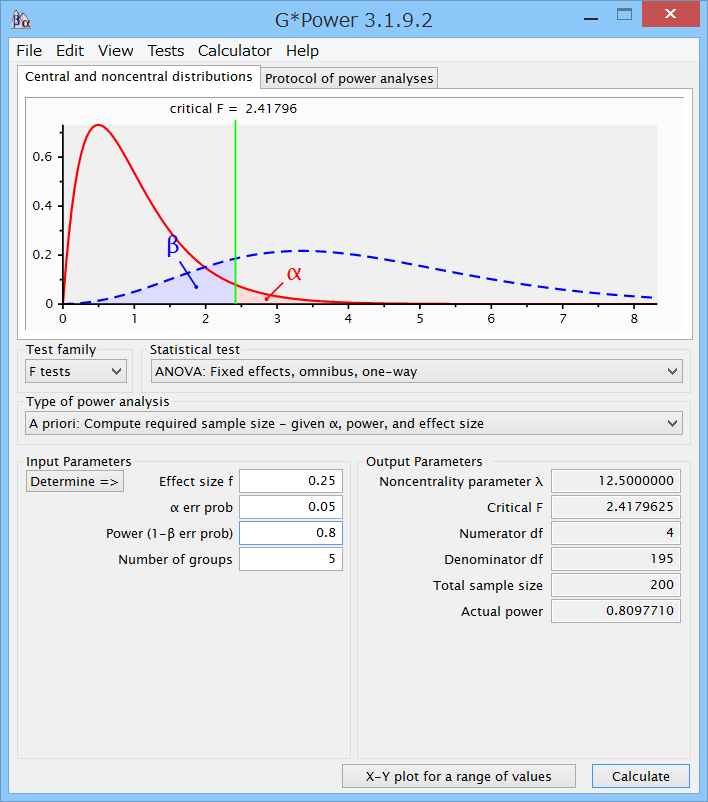 βα G*Power 3.1.9.2
File Edit View Tests Calculator Help
Central and noncentral distributions Protocol of power analyses
critical F = 2.41796
0.6
0.4
0.2
0
β
α
0 1 2 3 4 5 6 7 8
Test family Statistical test
F tests ANOVA: Fixed effects, omnibus, one-way
Type of power analysis
A priori: Compute required sample size – given α, power, and effect size
Input Parameters Output Parameters
Determine => Effect size f 0.25 Noncentrality parameter λ 12.5000000
α err prob 0.05 Critical F 2.4179625
Power (1-β err prob) 0.8 Numerator df 4
Number of groups 5 Denominator df 195
Total sample size 200
Actual power 0.8097710
X-Y plot for a range of values Calculate